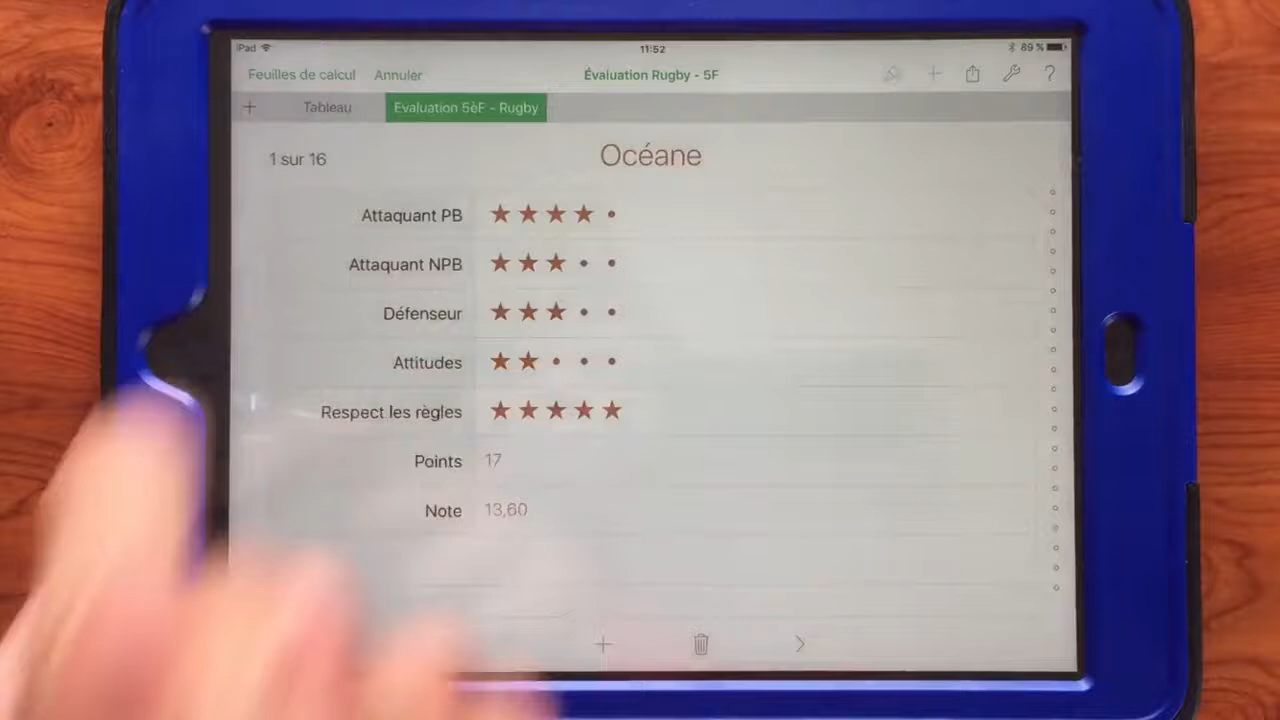 iPad 11:52 89 %
Feuilles de calcul Annuler Évaluation Rugby - 5F ?
+ Tableau Evaluation 5èF - Rugby
1 sur 16 Océane
Attaquant PB ★★★★•
Attaquant NPB ★★★••
Défenseur ★★★••
Attitudes ★★•••
Respect les règles ★★★★★
Points 17
Note 13,60